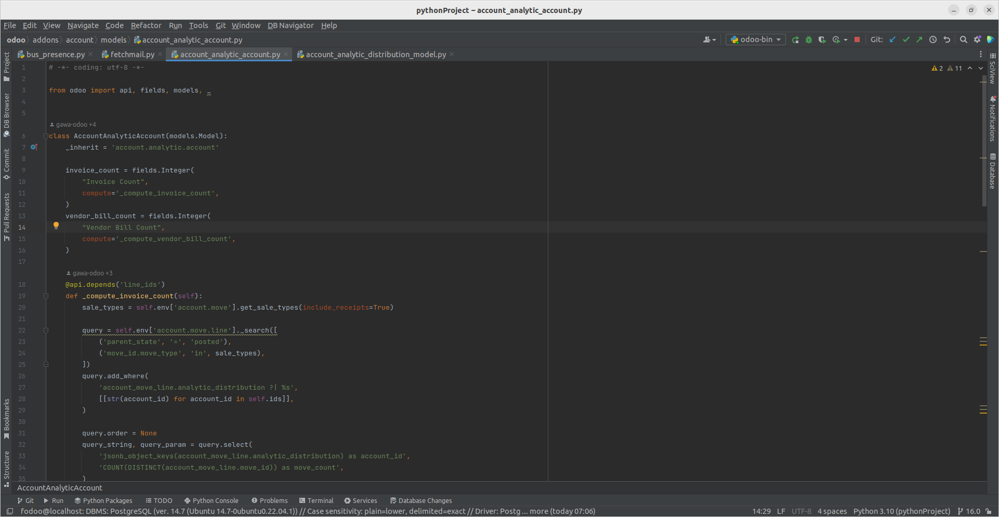 pythonProject – account_analytic_account.py
File Edit View Navigate Code Refactor Run Tools Git Window DB Navigator Help
odoo addons account models account_analytic_account.py
odoo-bin Git:
bus_presence.py fetchmail.py account_analytic_account.py account_analytic_distribution_model.py
Project
DB Browser
Commit
Pull Requests
Bookmarks
Structure
2 11
1 # -*- coding: utf-8 -*-
2
3 from odoo import api, fields, models, _
4
5
gawa-odoo +4
6 class AccountAnalyticAccount(models.Model):
7 _inherit = 'account.analytic.account'
8
9 invoice_count = fields.Integer(
10 "Invoice Count",
11 compute='_compute_invoice_count',
12 )
13 vendor_bill_count = fields.Integer(
14 "Vendor Bill Count",
15 compute='_compute_vendor_bill_count',
16 )
17
gawa-odoo +3
18 @api.depends('line_ids')
19 def _compute_invoice_count(self):
20 sale_types = self.env['account.move'].get_sale_types(include_receipts=True)
21
22 query = self.env['account.move.line']._search([
23 ('parent_state', '=', 'posted'),
24 ('move_id.move_type', 'in', sale_types),
25 ])
26 query.add_where(
27 'account_move_line.analytic_distribution ?| %s',
28 [[str(account_id) for account_id in self.ids]],
29 )
30
31 query.order = None
32 query_string, query_param = query.select(
33 'jsonb_object_keys(account_move_line.analytic_distribution) as account_id',
34 'COUNT(DISTINCT(account_move_line.move_id)) as move_count',
35 )
SciView
Notifications
Database
AccountAnalyticAccount
Git Run Python Packages TODO Python Console Problems Terminal Services Database Changes
fodoo@localhost: DBMS: PostgreSQL (ver. 14.7 (Ubuntu 14.7-0ubuntu0.22.04.1)) // Case sensitivity: plain=lower, delimited=exact // Driver: Postg ... more (today 07:06) 14:29 LF UTF-8 4 spaces Python 3.10 (pythonProject) 16.0